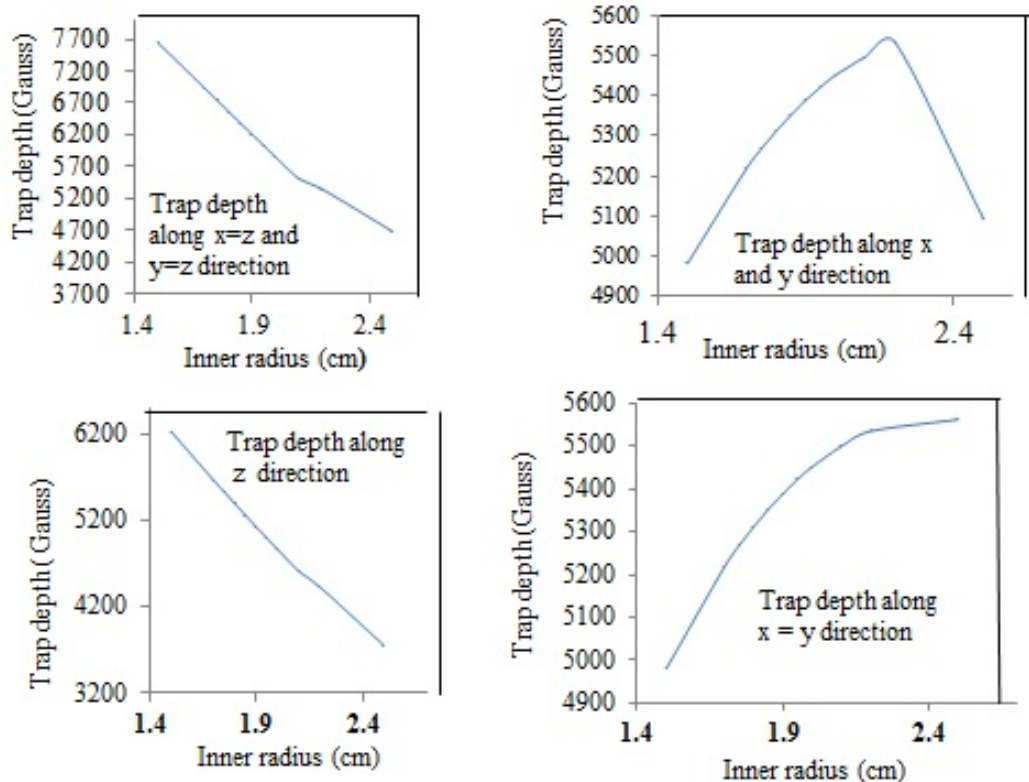 Trap depth (Gauss)
7700
7200
6700
6200
5700
5200
4700
4200
3700
Trap depth
along x=z and
y=z direction
1.4
1.9
2.4
Inner radius (cm)
Trap depth (Gauss)
5600
5500
5400
5300
5200
5100
5000
4900
Trap depth along x
and y direction
1.4
2.4
Inner radius (cm)
Trap depth( Gauss)
6200
5200
4200
3200
Trap depth along
z direction
1.4
1.9
2.4
Inner radius (cm)
Trap depth (Gauss)
5600
5500
5400
5300
5200
5100
5000
4900
Trap depth along
x = y direction
1.4
1.9
2.4
Inner radius (cm)